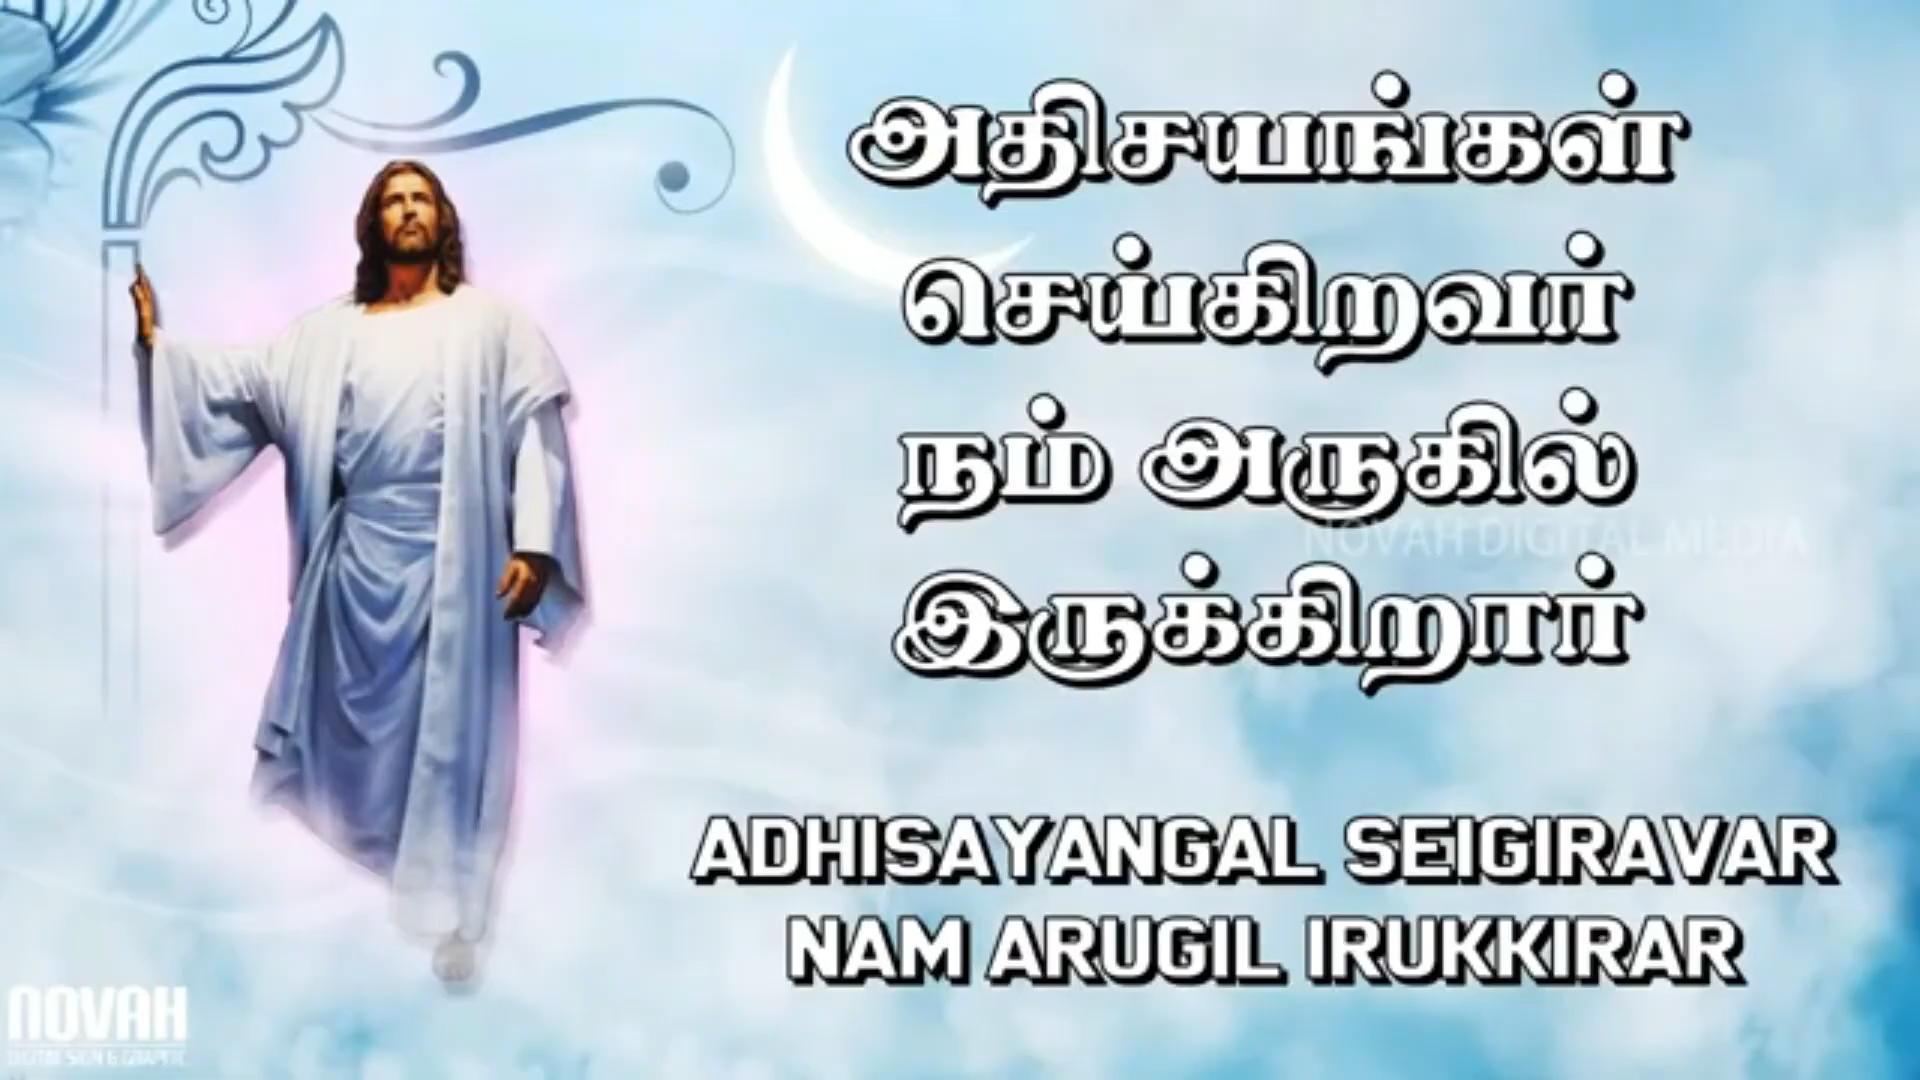 அதிசயங்கள்
செய்கிறவர்
நம் அருகில்
இருக்கிறார்
NOVAH DIGITAL MEDIA
ADHISAYANGAL SEIGIRAVAR
NAM ARUGIL IRUKKIRAR
NOVAH